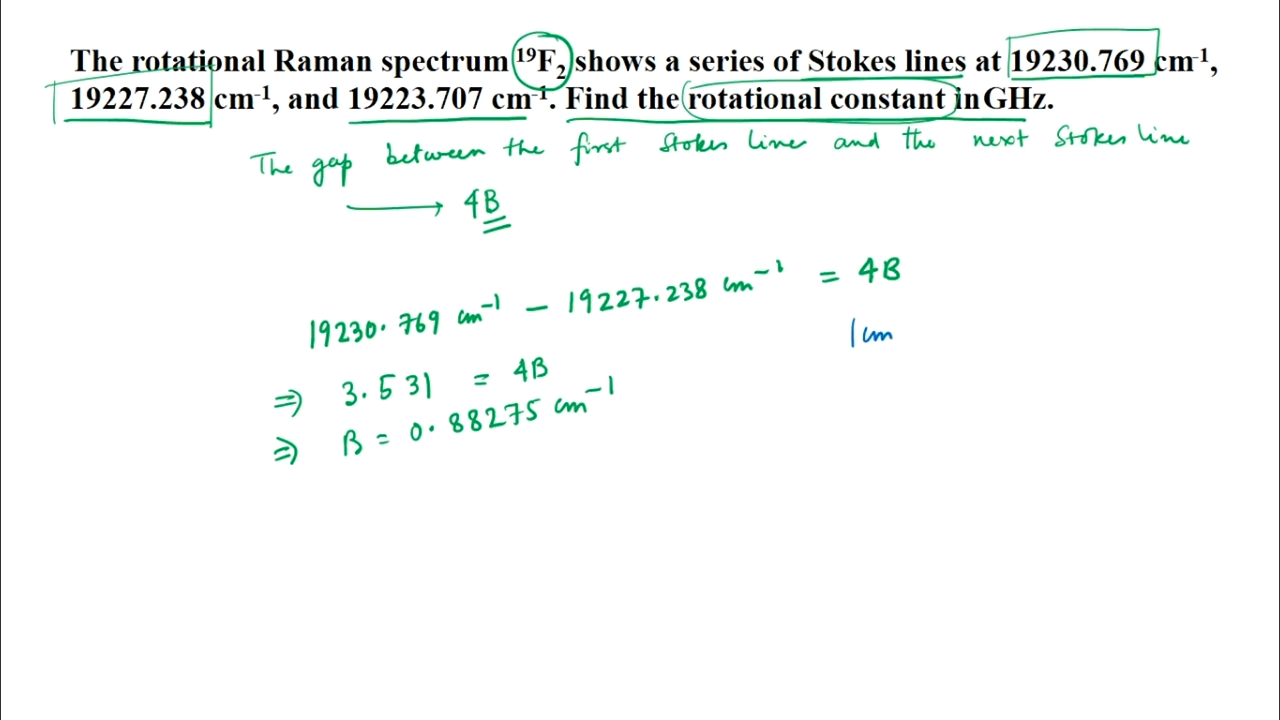 The rotational Raman spectrum ¹⁹F₂ shows a series of Stokes lines at 19230.769 cm⁻¹,
19227.238 cm⁻¹, and 19223.707 cm⁻¹. Find the rotational constant in GHz.
The gap between the first Stokes line and the next Stokes line
⟶ 4B
19230.769 cm⁻¹ – 19227.238 cm⁻¹ = 4B
1 cm
⇒ 3.531 = 4B
⇒ B = 0.88275 cm⁻¹